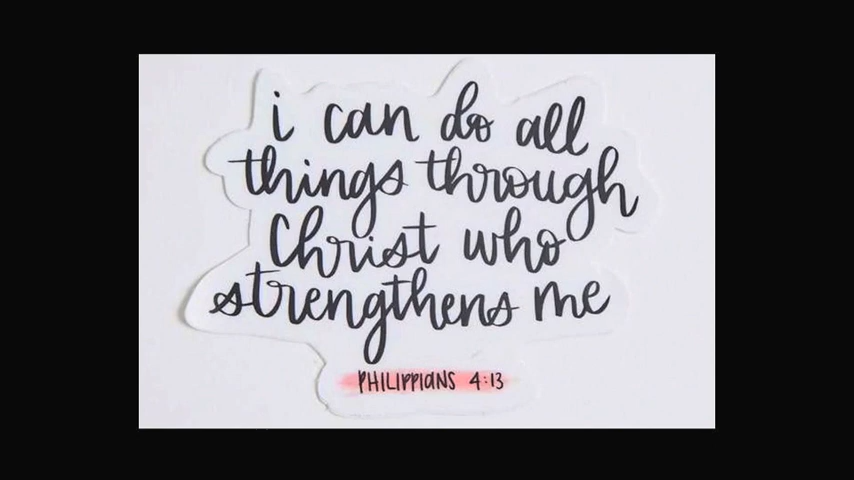 i can do all
things through
Christ who
strengthens me
PHILIPPIANS 4:13